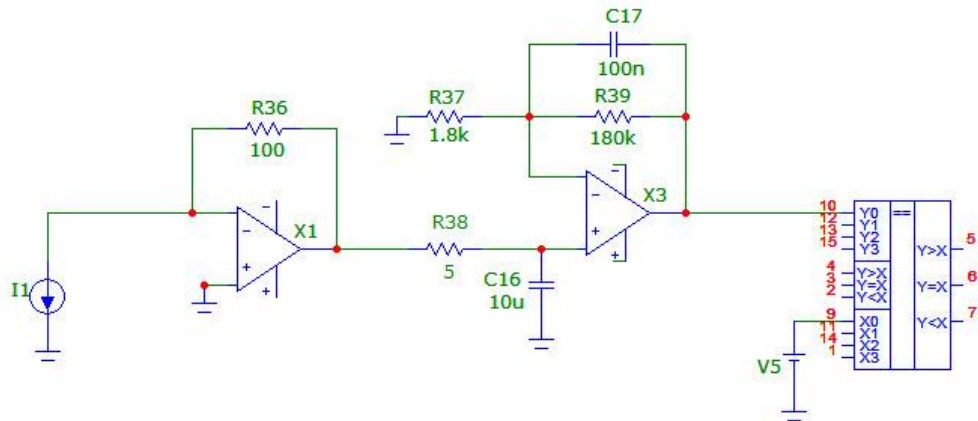 C17
100n
R37
1.8k
R39
180k
R36
100
X3
X1
R38
5
C16
10u
I1
V5
10 Y0 ==
12 Y1
13 Y2
15 Y3
Y>X 5
4 Y>X
3 Y=X
2 Y<X
Y=X 6
9 X0
Y<X 7
11 X1
14 X2
1 X3